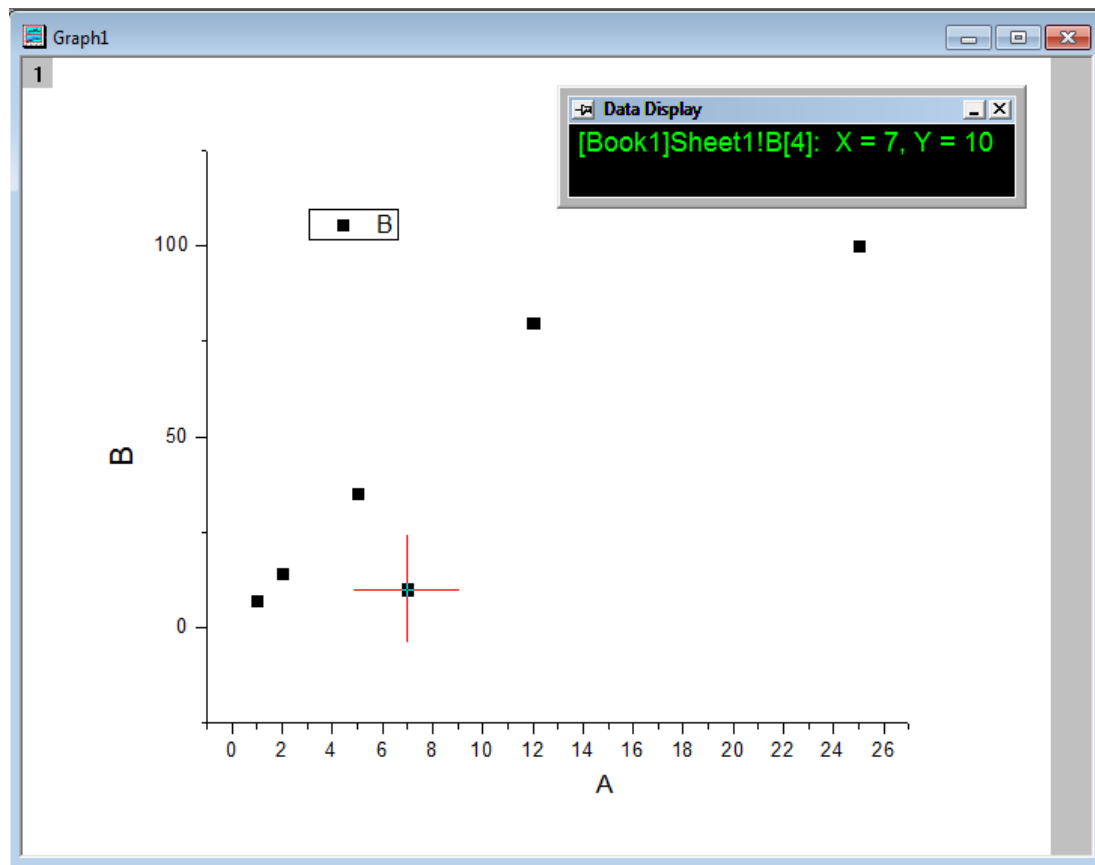 Graph1
1
Data Display
[Book1]Sheet1!B[4]: X = 7, Y = 10
B
100
50
0
B
0 2 4 6 8 10 12 14 16 18 20 22 24 26
A